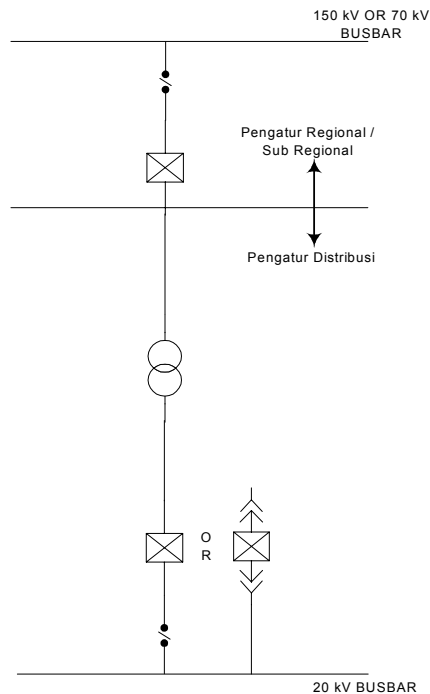 150 kV OR 70 kV
BUSBAR
Pengatur Regional /
Sub Regional
Pengatur Distribusi
O
R
20 kV BUSBAR